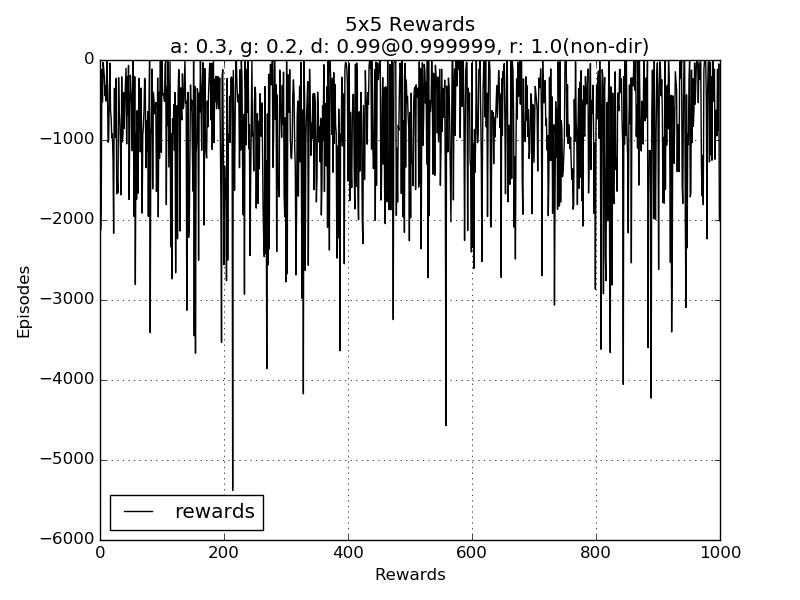 5x5 Rewards
a: 0.3, g: 0.2, d: 0.99@0.999999, r: 1.0(non-dir)
0
−1000
−2000
−3000
−4000
−5000
−6000
Episodes
rewards
0 200 400 600 800 1000
Rewards